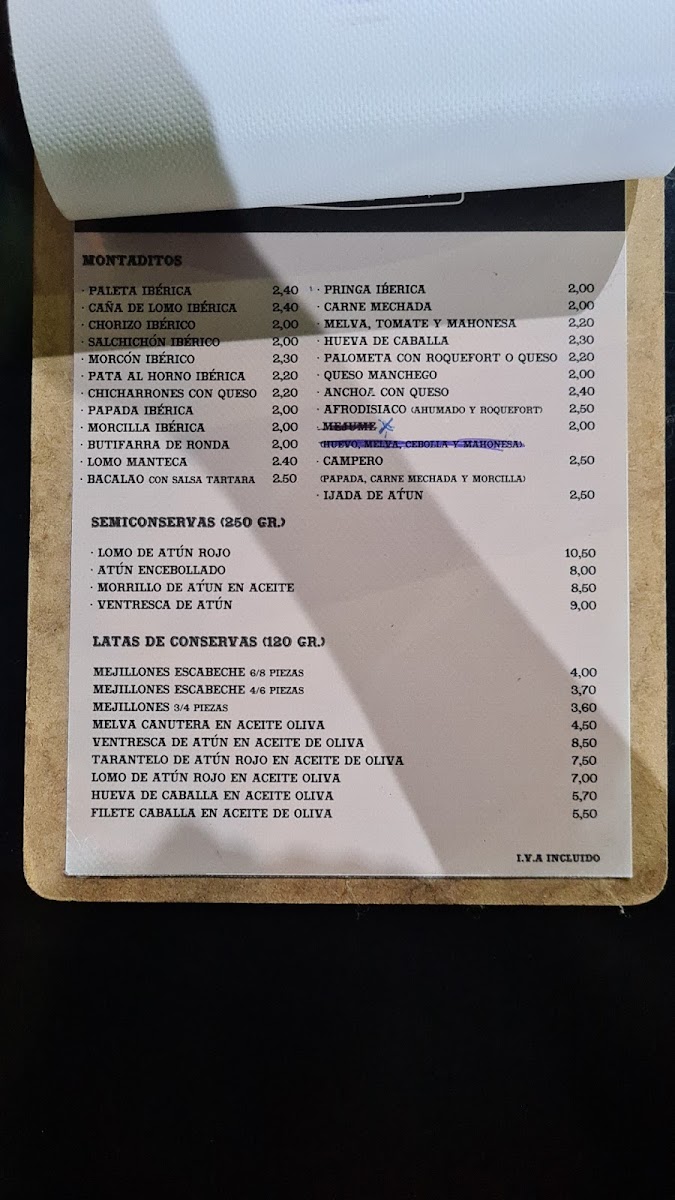 MONTADITOS
· PALETA IBÉRICA 2,40
· CAÑA DE LOMO IBÉRICA 2,40
· CHORIZO IBÉRICO 2,00
· SALCHICHÓN IBÉRICO 2,00
· MORCÓN IBÉRICO 2,30
· PATA AL HORNO IBÉRICA 2,20
· CHICHARRONES CON QUESO 2,20
· PAPADA IBÉRICA 2,00
· MORCILLA IBÉRICA 2,00
· BUTIFARRA DE RONDA 2,00
· LOMO MANTECA 2.40
· BACALAO CON SALSA TARTARA 2.50
· PRINGA IBERICA 2,00
· CARNE MECHADA 2,00
· MELVA, TOMATE Y MAHONESA 2,20
· HUEVA DE CABALLA 2,30
· PALOMETA CON ROQUEFORT O QUESO 2,20
· QUESO MANCHEGO 2,00
· ANCHOA CON QUESO 2,40
· AFRODISIACO (AHUMADO Y ROQUEFORT) 2,50
· MEJUME 2,00
(HUEVO, MELVA, CEBOLLA Y MAHONESA)
· CAMPERO 2,50
(PAPADA, CARNE MECHADA Y MORCILLA)
· IJADA DE ATÚN 2,50
SEMICONSERVAS (250 GR.)
· LOMO DE ATÚN ROJO 10,50
· ATÚN ENCEBOLLADO 8,00
· MORRILLO DE ATÚN EN ACEITE 8,50
· VENTRESCA DE ATÚN 9,00
LATAS DE CONSERVAS (120 GR.)
MEJILLONES ESCABECHE 6/8 PIEZAS 4,00
MEJILLONES ESCABECHE 4/6 PIEZAS 3,70
MEJILLONES 3/4 PIEZAS 3,60
MELVA CANUTERA EN ACEITE OLIVA 4,50
VENTRESCA DE ATÚN EN ACEITE DE OLIVA 8,50
TARANTELO DE ATÚN ROJO EN ACEITE DE OLIVA 7,50
LOMO DE ATÚN ROJO EN ACEITE OLIVA 7,00
HUEVA DE CABALLA EN ACEITE OLIVA 5,70
FILETE CABALLA EN ACEITE DE OLIVA 5,50
I.V.A INCLUIDO